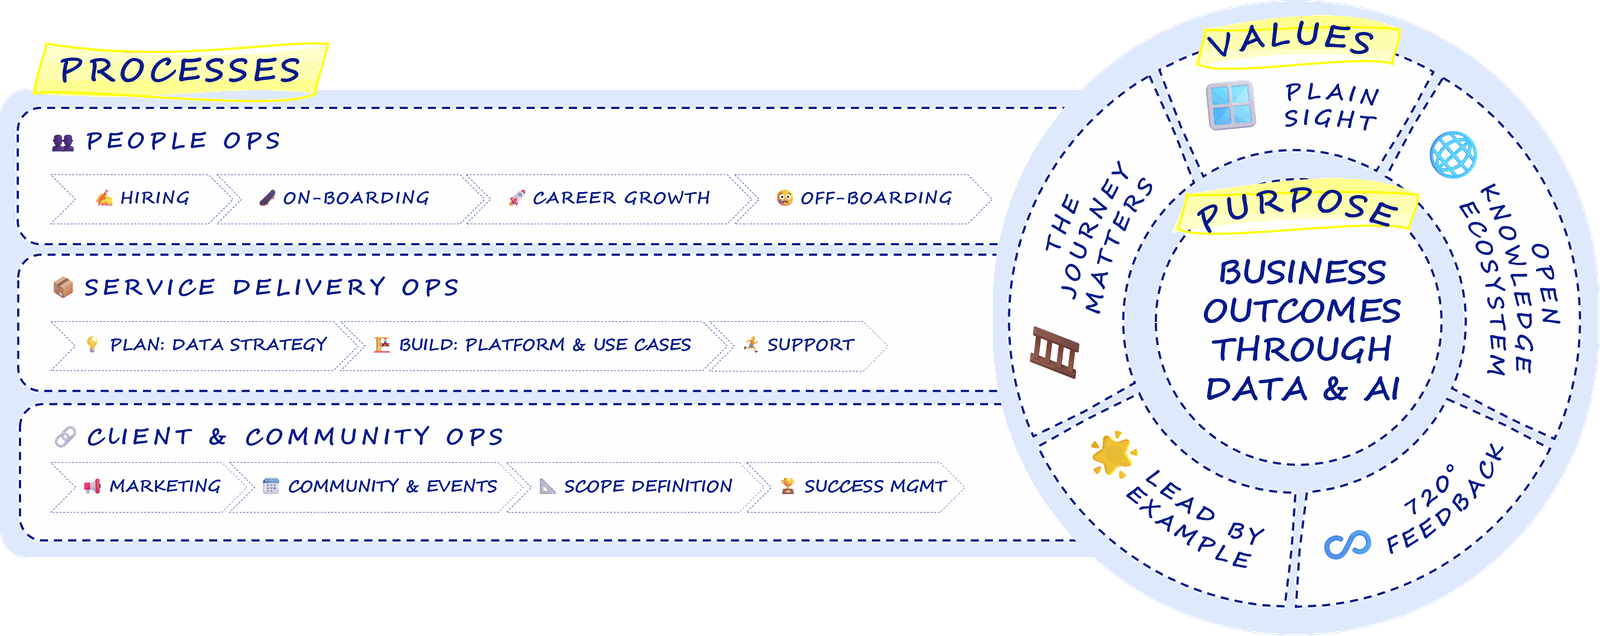 PROCESSES
PEOPLE OPS
HIRING
ON-BOARDING
CAREER GROWTH
OFF-BOARDING
SERVICE DELIVERY OPS
PLAN: DATA STRATEGY
BUILD: PLATFORM & USE CASES
SUPPORT
CLIENT & COMMUNITY OPS
MARKETING
COMMUNITY & EVENTS
SCOPE DEFINITION
SUCCESS MGMT
VALUES
PLAIN
SIGHT
OPEN
KNOWLEDGE
ECOSYSTEM
720°
FEEDBACK
LEAD BY
EXAMPLE
THE
JOURNEY
MATTERS
PURPOSE
BUSINESS
OUTCOMES
THROUGH
DATA & AI